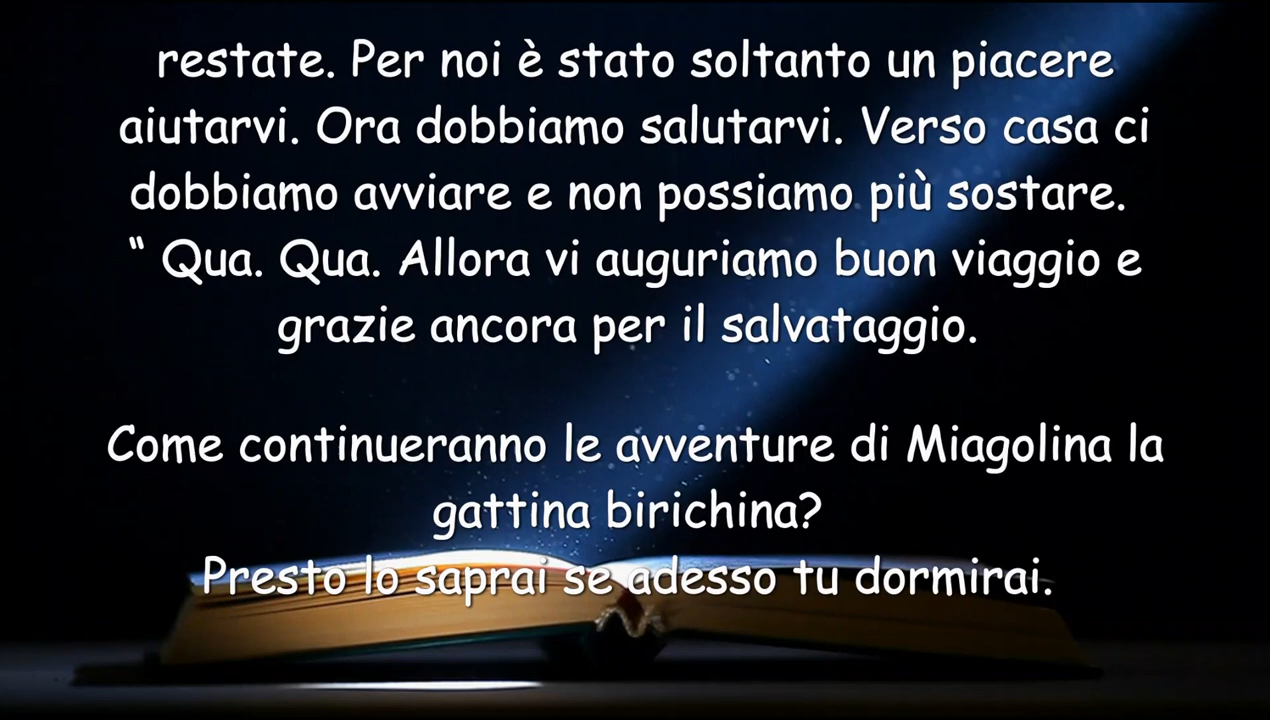 restate. Per noi è stato soltanto un piacere
aiutarvi. Ora dobbiamo salutarvi. Verso casa ci
dobbiamo avviare e non possiamo più sostare.
“ Qua. Qua. Allora vi auguriamo buon viaggio e
grazie ancora per il salvataggio.
Come continueranno le avventure di Miagolina la
gattina birichina?
Presto lo saprai se adesso tu dormirai.